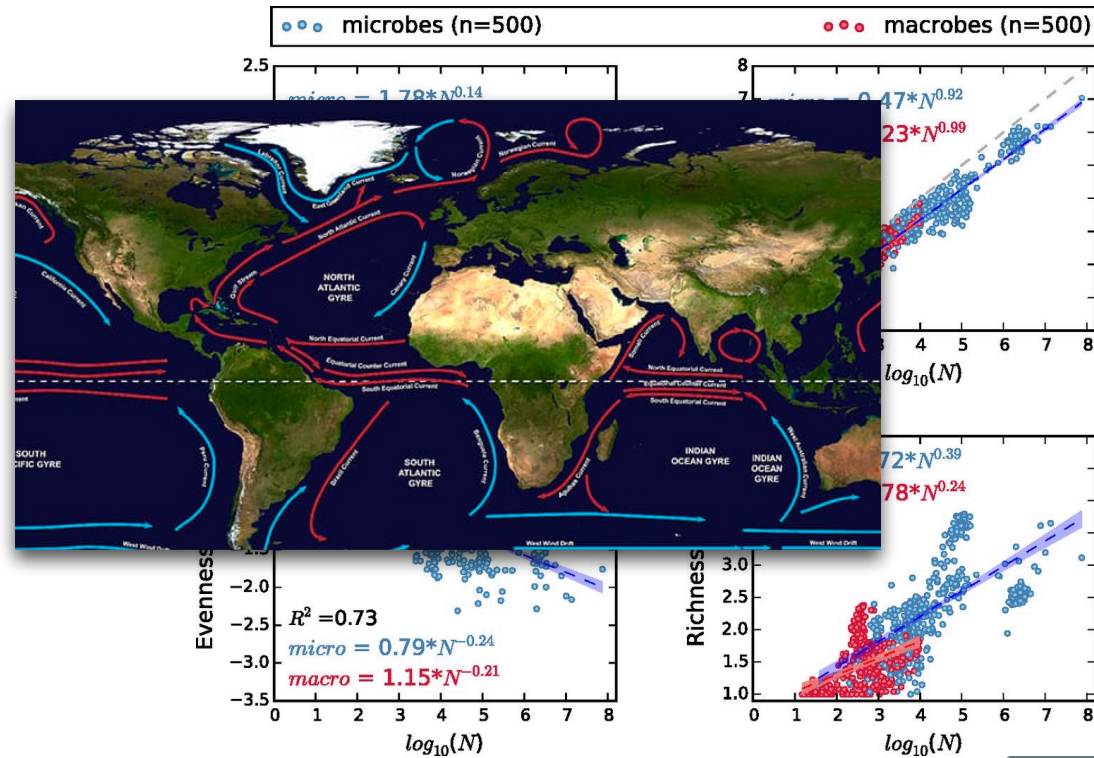 microbes (n=500)
macrobes (n=500)
2.5
micro = 1.78*N^0.14
8
7
0.47*N^0.92
23*N^0.99
Labrador Current
East Greenland Current
Norwegian Current
Norwegian Current
North Atlantic Current
Gulf Stream
Canary Current
California Current
NORTH
ATLANTIC
GYRE
North Equatorial Current
Equatorial Counter Current
South Equatorial Current
Somali Current
North Equatorial Current
Equatorial Counter Current
South Equatorial Current
SOUTH
CIFIC GYRE
Peru Current
Brazil Current
SOUTH
ATLANTIC
GYRE
Benguela Current
INDIAN
OCEAN GYRE
INDIAN
OCEAN
GYRE
West Australian Current
West Wind Drift
West Wind Drift
West Wind Drift
3 4 5 6 7 8
log10(N)
72*N^0.39
78*N^0.24
Evenness
−2.0
−2.5
−3.0
−3.5
R² =0.73
micro = 0.79*N^−0.24
macro = 1.15*N^−0.21
0 1 2 3 4 5 6 7 8
log10(N)
Richness
3.0
2.5
2.0
1.5
1.0
0 1 2 3 4 5 6 7 8
log10(N)